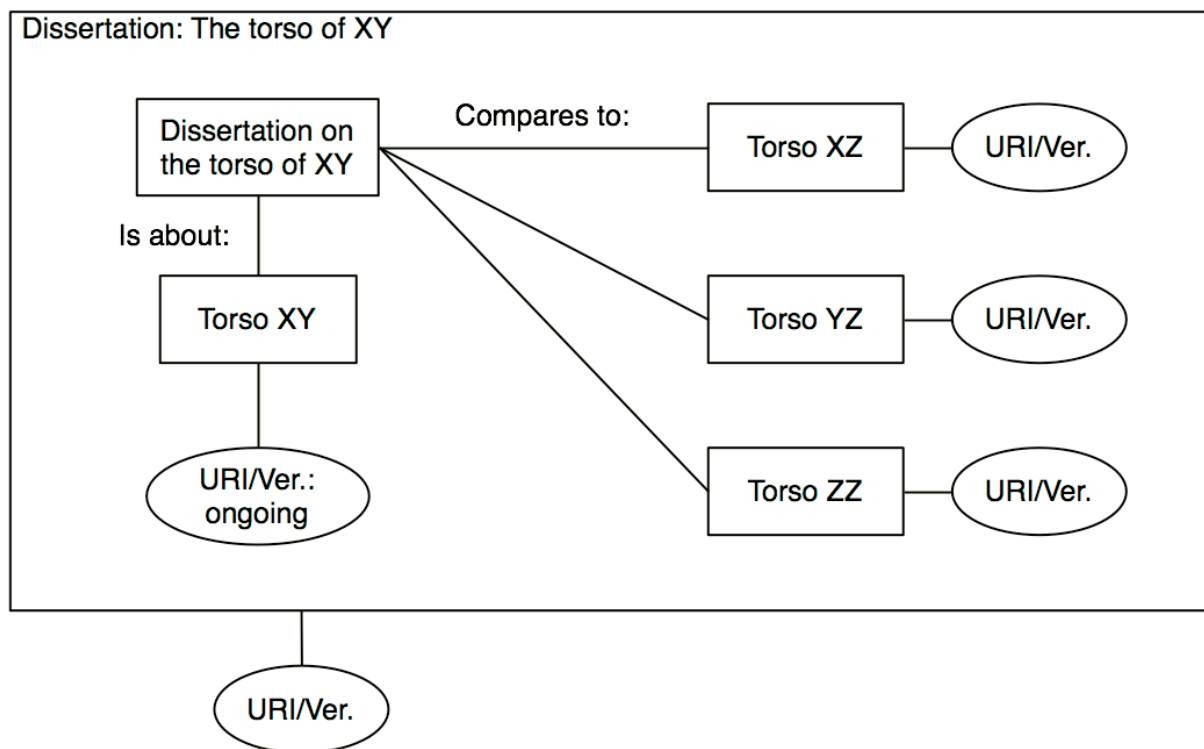 Dissertation: The torso of XY
Dissertation on
the torso of XY
Compares to:
Torso XZ
URI/Ver.
Is about:
Torso XY
Torso YZ
URI/Ver.
URI/Ver.:
ongoing
Torso ZZ
URI/Ver.
URI/Ver.